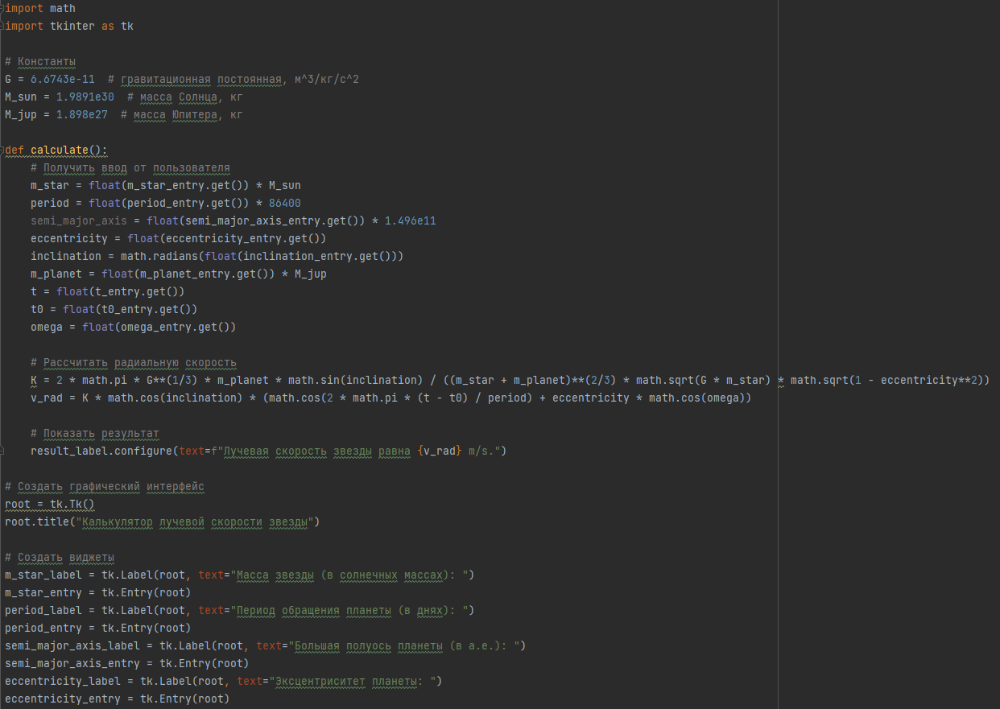 import math
import tkinter as tk
# Константы
G = 6.6743e-11  # гравитационная постоянная, м^3/кг/с^2
M_sun = 1.9891e30  # масса Солнца, кг
M_jup = 1.898e27  # масса Юпитера, кг
def calculate():
    # Получить ввод от пользователя
    m_star = float(m_star_entry.get()) * M_sun
    period = float(period_entry.get()) * 86400
    semi_major_axis = float(semi_major_axis_entry.get()) * 1.496e11
    eccentricity = float(eccentricity_entry.get())
    inclination = math.radians(float(inclination_entry.get()))
    m_planet = float(m_planet_entry.get()) * M_jup
    t = float(t_entry.get())
    t0 = float(t0_entry.get())
    omega = float(omega_entry.get())
    # Рассчитать радиальную скорость
    K = 2 * math.pi * G**(1/3) * m_planet * math.sin(inclination) / ((m_star + m_planet)**(2/3) * math.sqrt(G * m_star) * math.sqrt(1 - eccentricity**2))
    v_rad = K * math.cos(inclination) * (math.cos(2 * math.pi * (t - t0) / period) + eccentricity * math.cos(omega))
    # Показать результат
    result_label.configure(text=f"Лучевая скорость звезды равна {v_rad} m/s.")
# Создать графический интерфейс
root = tk.Tk()
root.title("Калькулятор лучевой скорости звезды")
# Создать виджеты
m_star_label = tk.Label(root, text="Масса звезды (в солнечных массах): ")
m_star_entry = tk.Entry(root)
period_label = tk.Label(root, text="Период обращения планеты (в днях): ")
period_entry = tk.Entry(root)
semi_major_axis_label = tk.Label(root, text="Большая полуось планеты (в а.е.): ")
semi_major_axis_entry = tk.Entry(root)
eccentricity_label = tk.Label(root, text="Эксцентриситет планеты: ")
eccentricity_entry = tk.Entry(root)